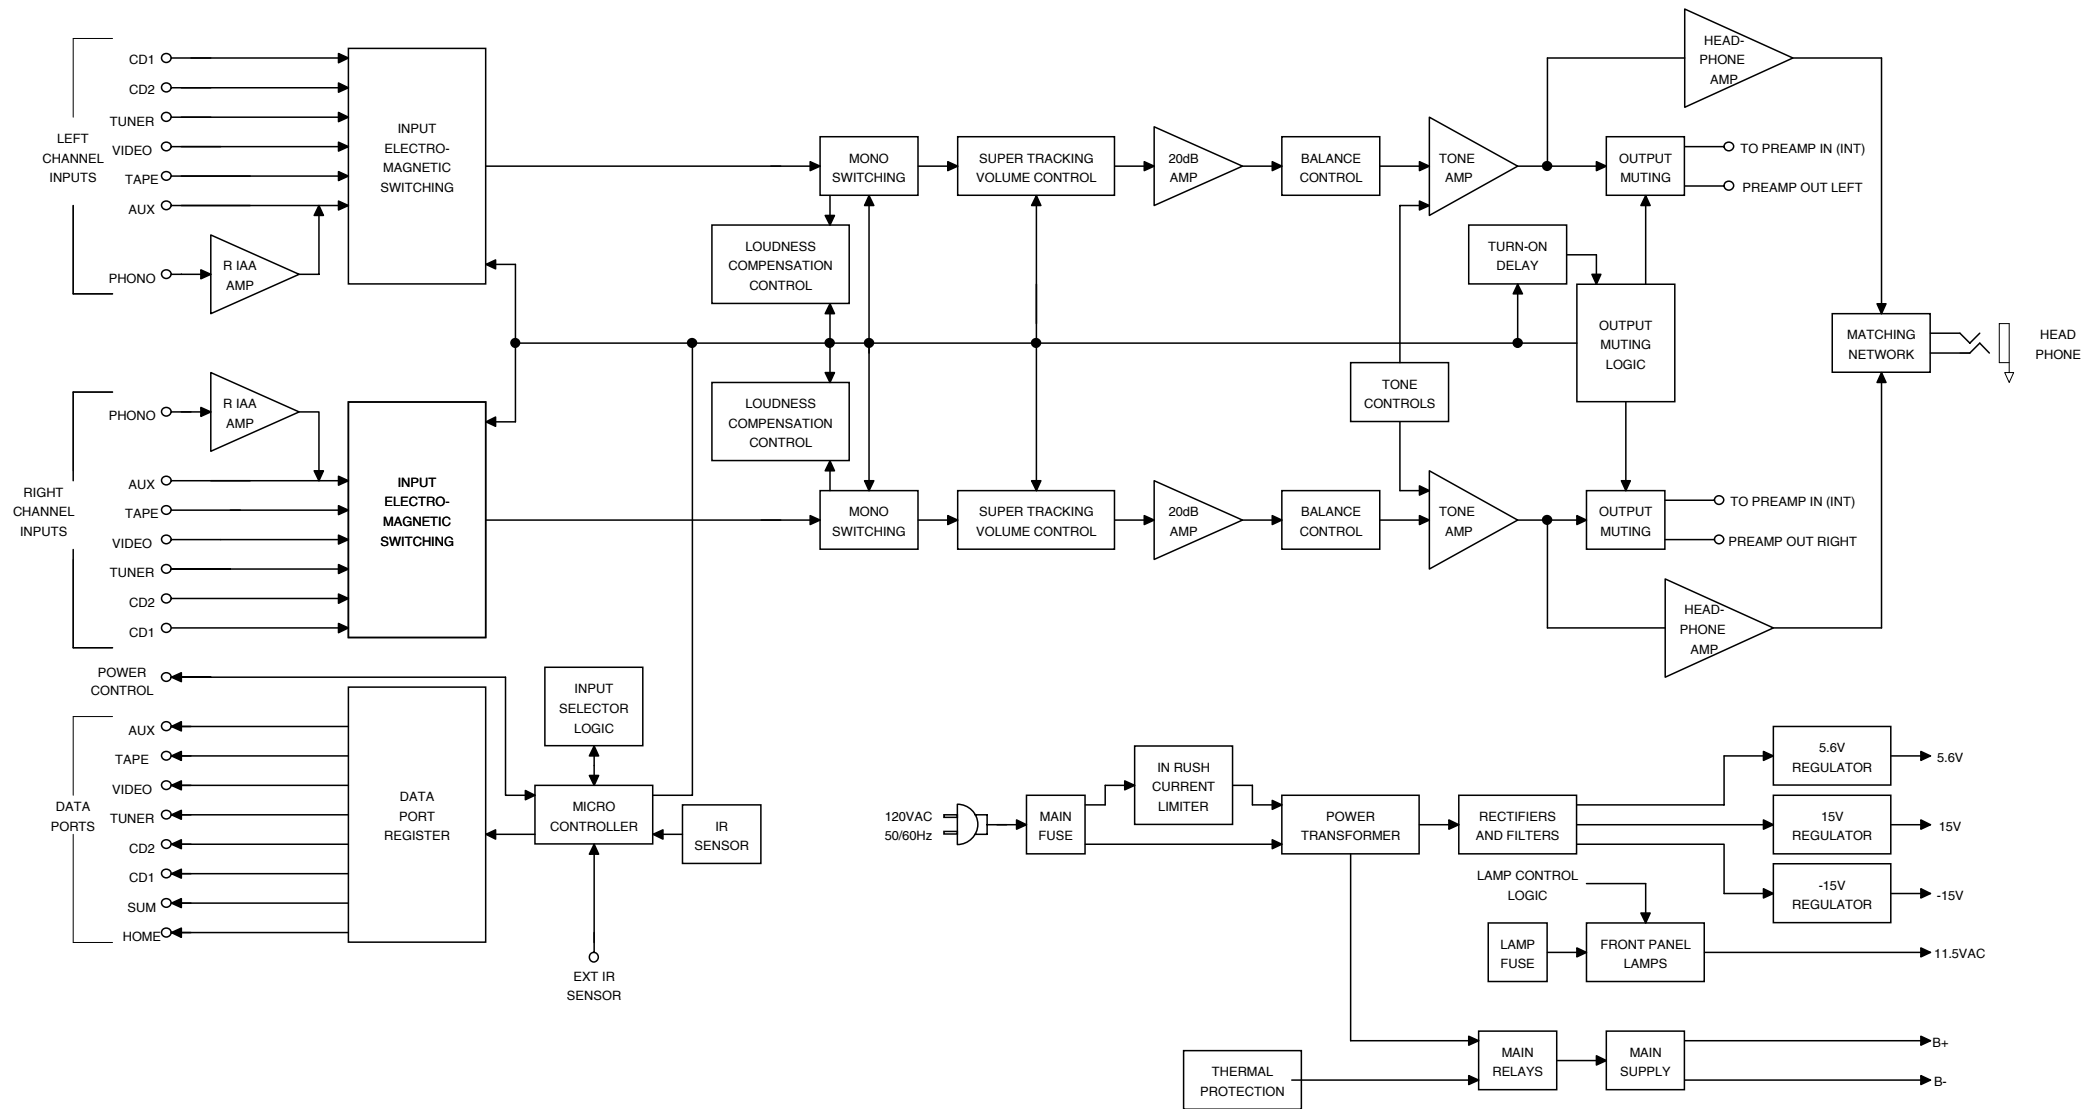 LEFT
CHANNEL
INPUTS
CD1
CD2
TUNER
VIDEO
TAPE
AUX
PHONO
R IAA
AMP
INPUT
ELECTRO-
MAGNETIC
SWITCHING
MONO
SWITCHING
LOUDNESS
COMPENSATION
CONTROL
SUPER TRACKING
VOLUME CONTROL
20dB
AMP
BALANCE
CONTROL
TONE
AMP
HEAD-
PHONE
AMP
OUTPUT
MUTING
TO PREAMP IN (INT)
PREAMP OUT LEFT
TURN-ON
DELAY
OUTPUT
MUTING
LOGIC
TONE
CONTROLS
MATCHING
NETWORK
HEAD
PHONE
RIGHT
CHANNEL
INPUTS
PHONO
AUX
TAPE
VIDEO
TUNER
CD2
CD1
R IAA
AMP
INPUT
ELECTRO-
MAGNETIC
SWITCHING
LOUDNESS
COMPENSATION
CONTROL
MONO
SWITCHING
SUPER TRACKING
VOLUME CONTROL
20dB
AMP
BALANCE
CONTROL
TONE
AMP
OUTPUT
MUTING
TO PREAMP IN (INT)
PREAMP OUT RIGHT
HEAD-
PHONE
AMP
POWER
CONTROL
DATA
PORTS
AUX
TAPE
VIDEO
TUNER
CD2
CD1
SUM
HOME
DATA
PORT
REGISTER
INPUT
SELECTOR
LOGIC
MICRO
CONTROLLER
IR
SENSOR
EXT IR
SENSOR
120VAC
50/60Hz
MAIN
FUSE
IN RUSH
CURRENT
LIMITER
POWER
TRANSFORMER
RECTIFIERS
AND FILTERS
5.6V
REGULATOR
5.6V
15V
REGULATOR
15V
-15V
REGULATOR
-15V
LAMP CONTROL
LOGIC
LAMP
FUSE
FRONT PANEL
LAMPS
11.5VAC
THERMAL
PROTECTION
MAIN
RELAYS
MAIN
SUPPLY
B+
B-